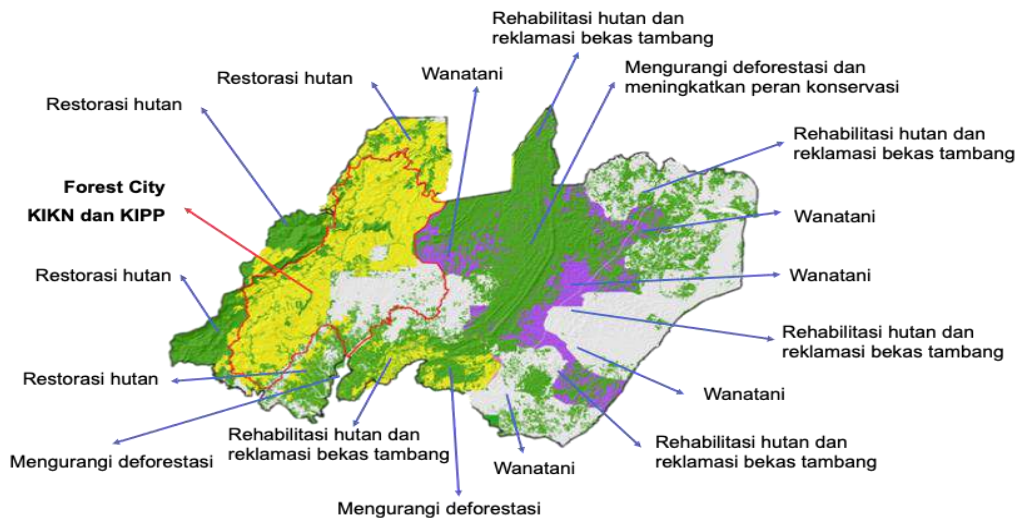 Rehabilitasi hutan dan
reklamasi bekas tambang
Restorasi hutan
Wanatani
Mengurangi deforestasi dan
meningkatkan peran konservasi
Restorasi hutan
Rehabilitasi hutan dan
reklamasi bekas tambang
Forest City
KIKN dan KIPP
Wanatani
Restorasi hutan
Wanatani
Rehabilitasi hutan dan
reklamasi bekas tambang
Restorasi hutan
Wanatani
Mengurangi deforestasi
Rehabilitasi hutan dan
reklamasi bekas tambang
Wanatani
Rehabilitasi hutan dan
reklamasi bekas tambang
Mengurangi deforestasi